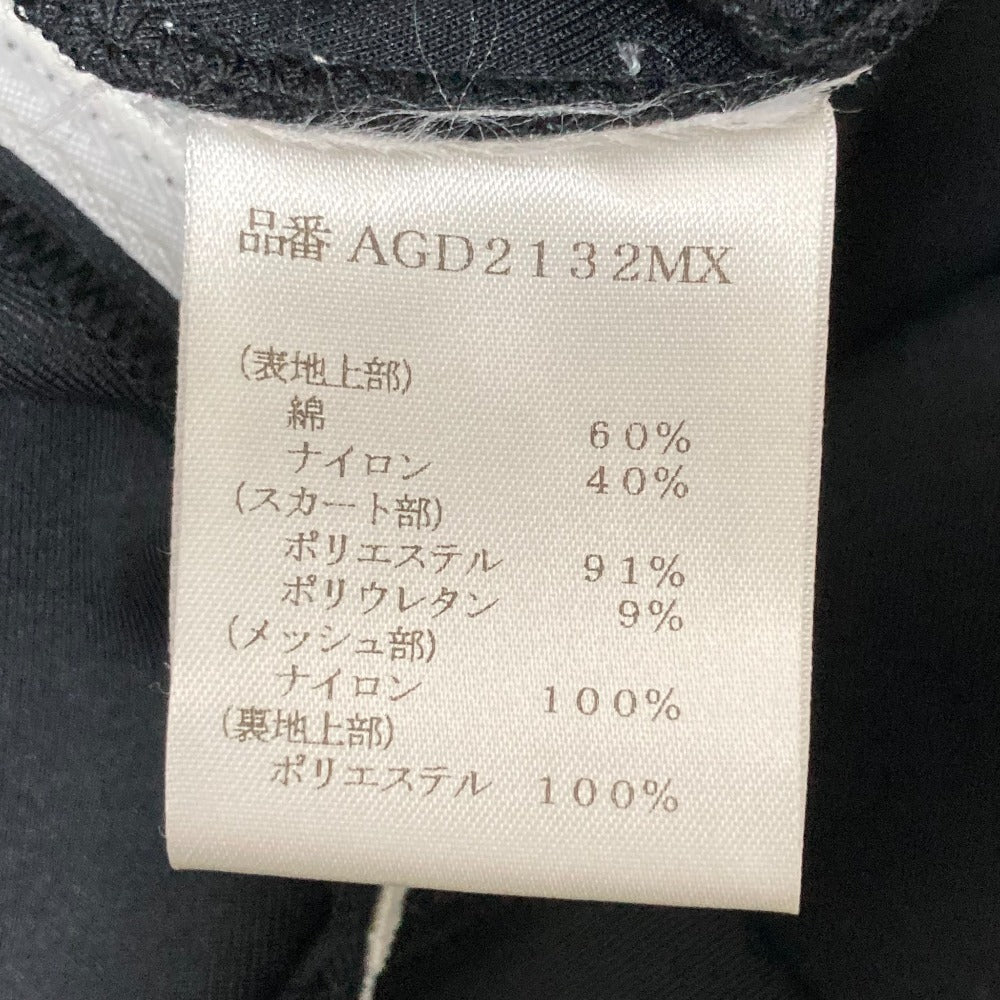 品番 AGD2132MX
(表地上部)
綿 60%
ナイロン 40%
(スカート部)
ポリエステル 91%
ポリウレタン 9%
(メッシュ部)
ナイロン 100%
(裏地上部)
ポリエステル 100%